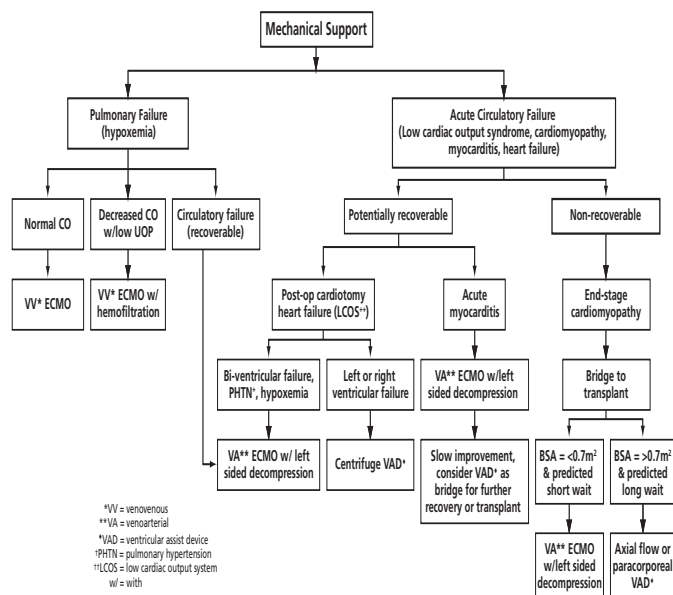 Mechanical Support
Pulmonary Failure
(hypoxemia)
Acute Circulatory Failure
(Low cardiac output syndrome, cardiomyopathy,
myocarditis, heart failure)
Normal CO
Decreased CO
w/low UOP
Circulatory failure
(recoverable)
Potentially recoverable
Non-recoverable
VV* ECMO
VV* ECMO w/
hemofiltration
Post-op cardiotomy
heart failure (LCOS††)
Acute
myocarditis
End-stage
cardiomyopathy
Bi-ventricular failure,
PHTN†, hypoxemia
Left or right
ventricular failure
VA** ECMO w/left
sided decompression
Bridge to
transplant
VA** ECMO w/ left
sided decompression
Centrifuge VAD♦
Slow improvement,
consider VAD♦ as
bridge for further
recovery or transplant
BSA = <0.7m²
& predicted
short wait
BSA = >0.7m²
& predicted
long wait
VA** ECMO
w/left sided
decompression
Axial flow or
paracorporeal
VAD♦
*VV = venovenous
**VA = venoarterial
♦VAD = ventricular assist device
†PHTN = pulmonary hypertension
††LCOS = low cardiac output system
w/ = with